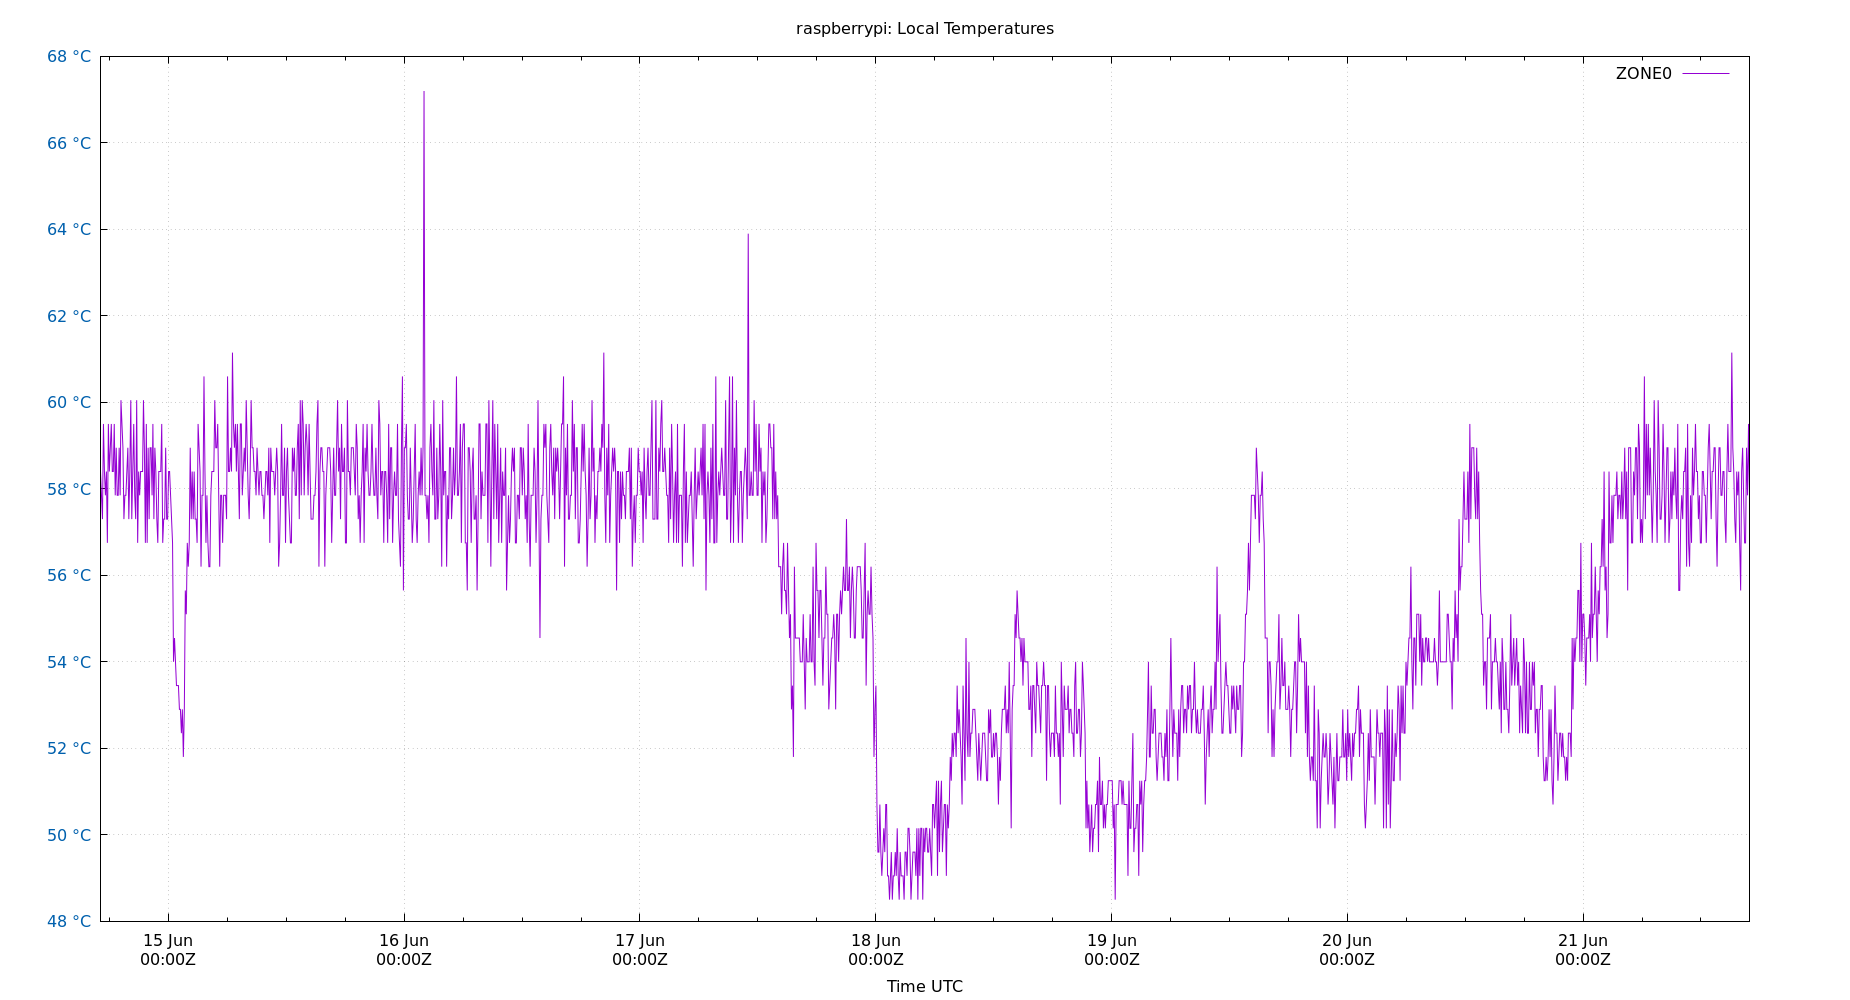 raspberrypi: Local Temperatures
68 °C
66 °C
64 °C
62 °C
60 °C
58 °C
56 °C
54 °C
52 °C
50 °C
48 °C
ZONE0
15 Jun 16 Jun 17 Jun 18 Jun 19 Jun 20 Jun 21 Jun
00:00Z 00:00Z 00:00Z 00:00Z 00:00Z 00:00Z 00:00Z
Time UTC